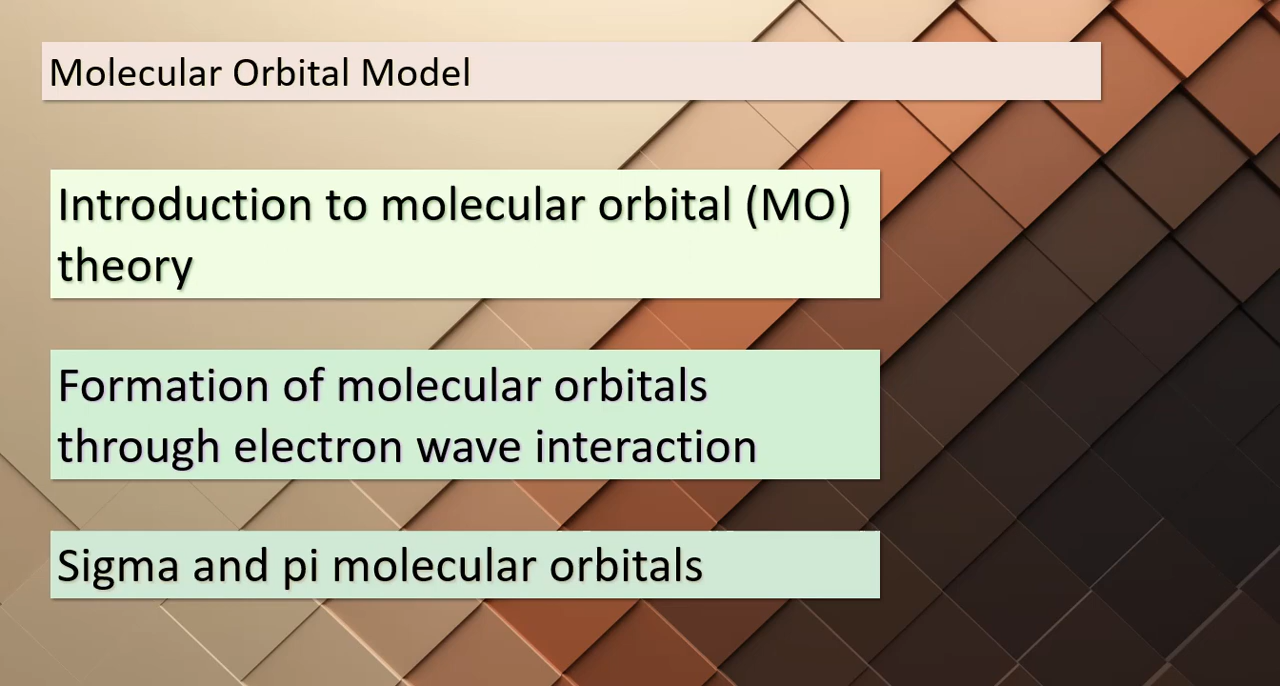 Molecular Orbital Model
Introduction to molecular orbital (MO)
theory
Formation of molecular orbitals
through electron wave interaction
Sigma and pi molecular orbitals